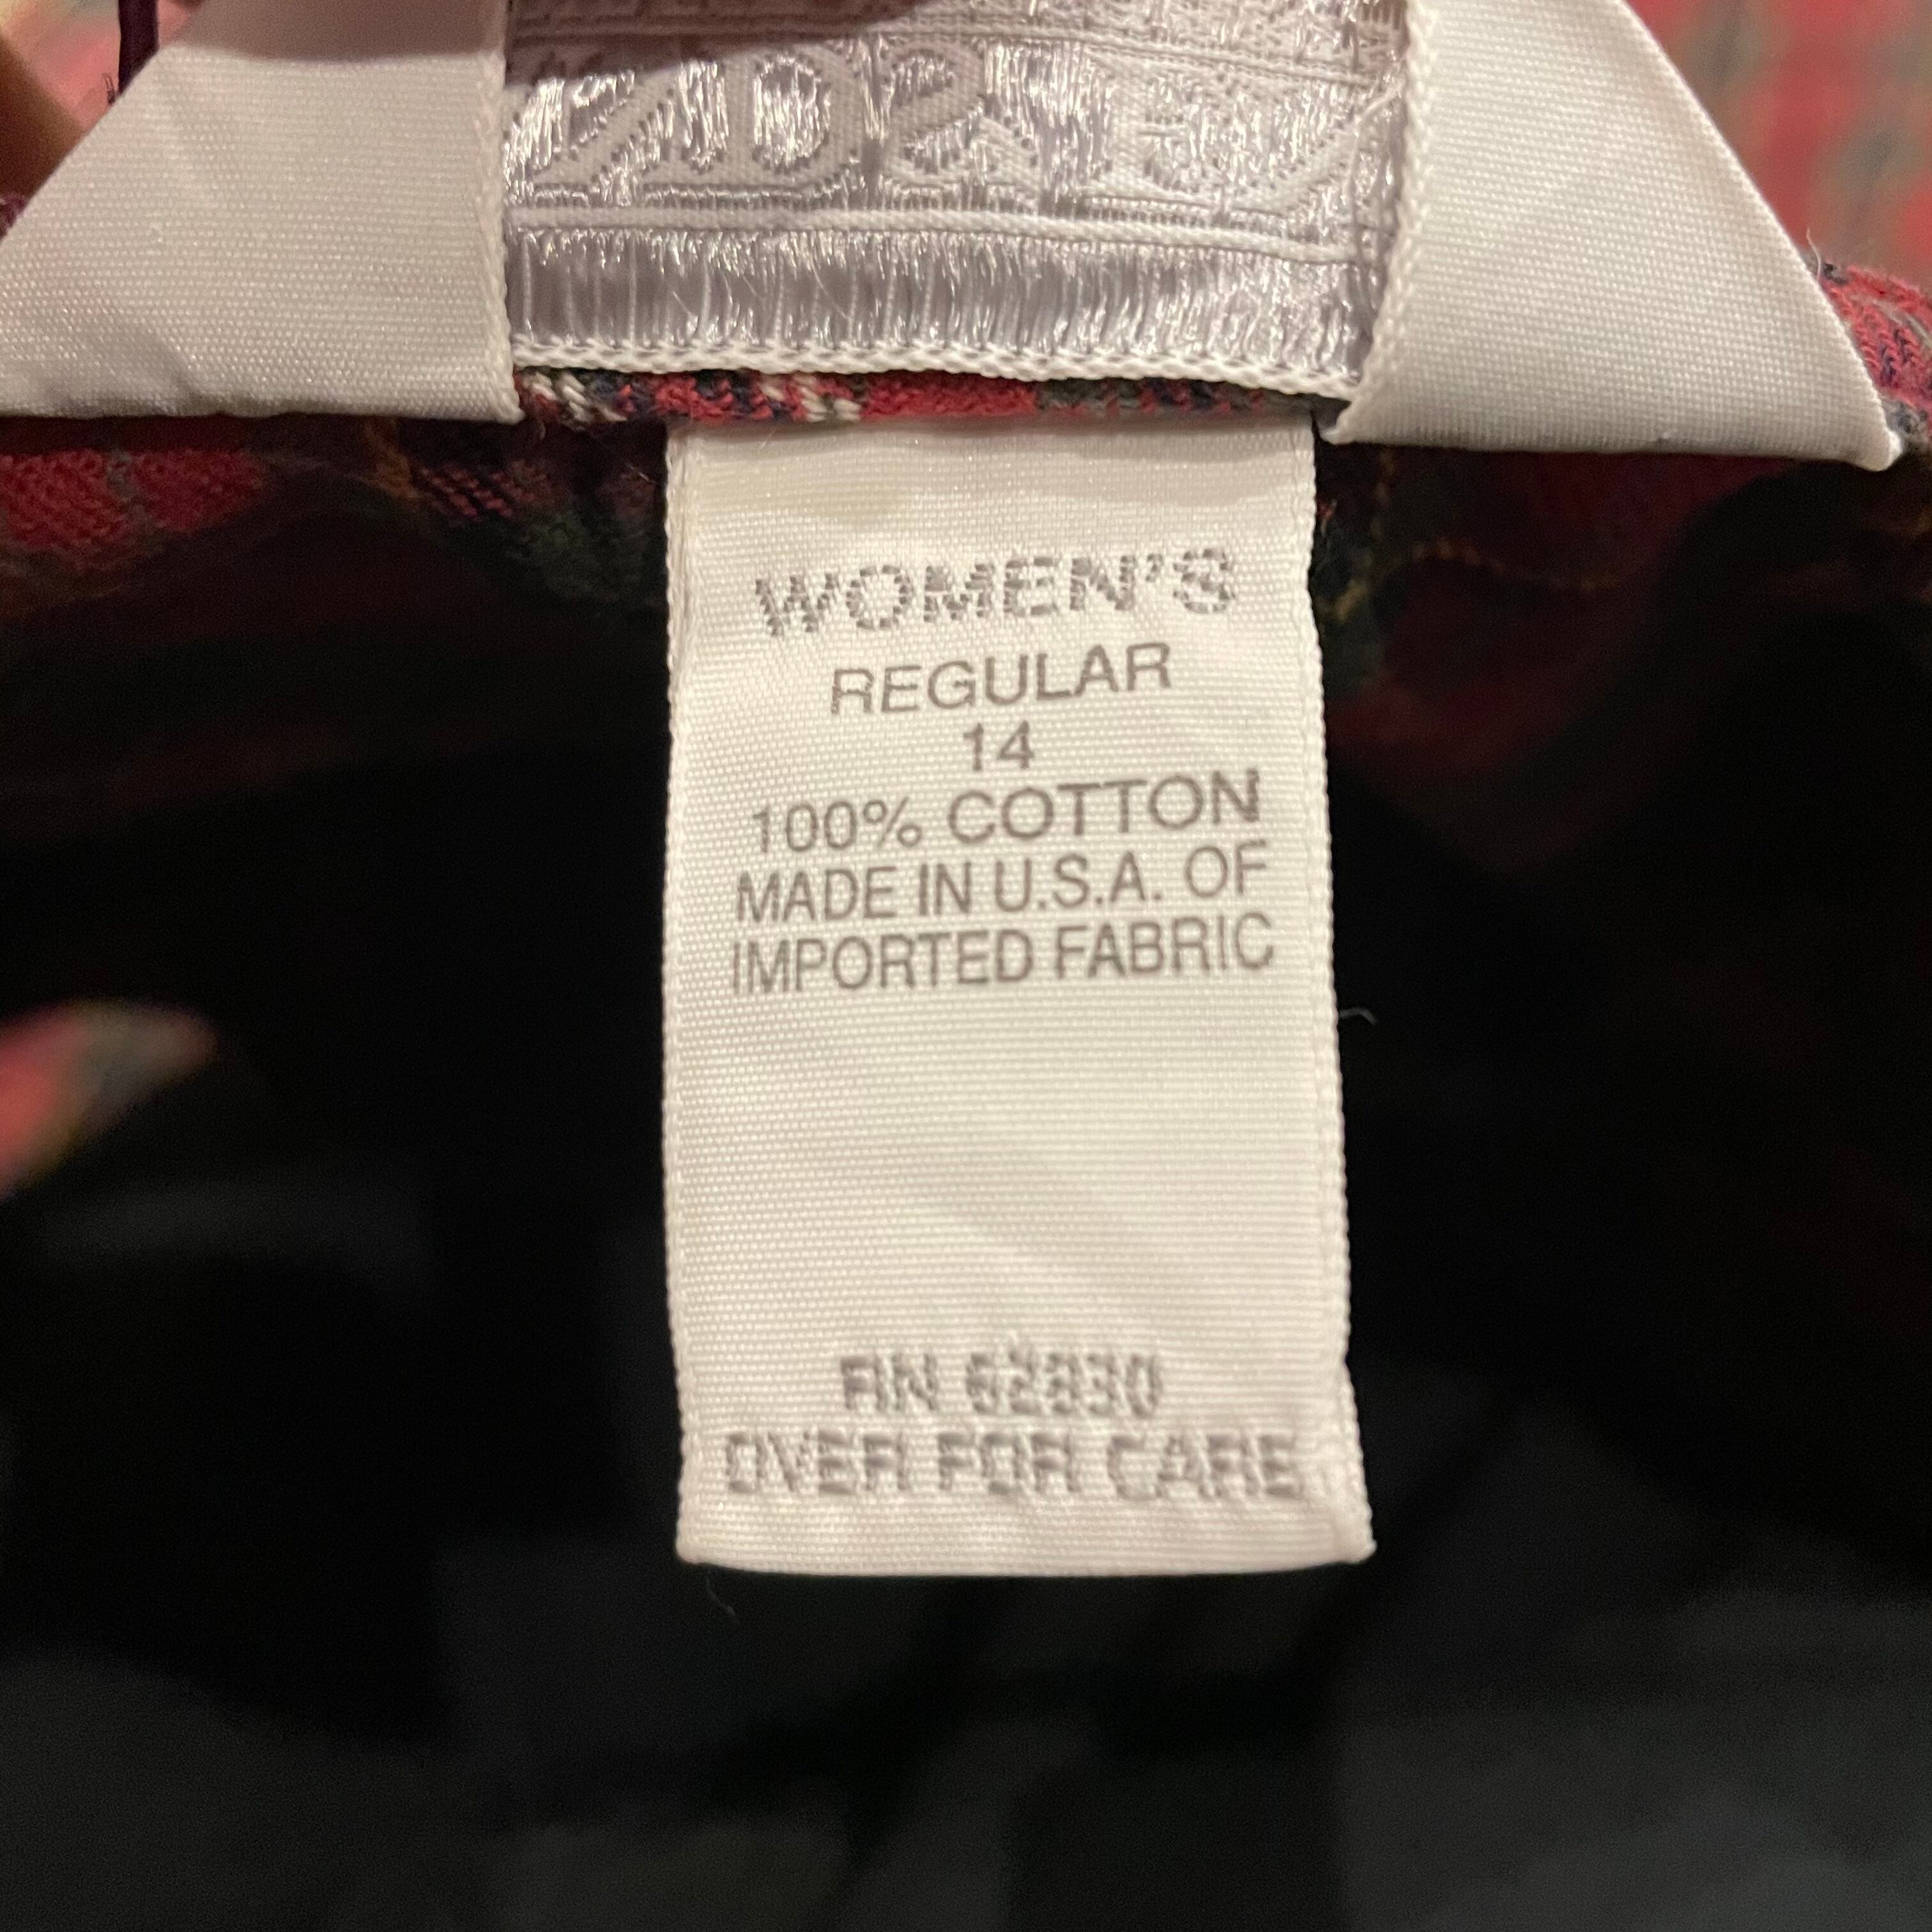 WOMEN'S
REGULAR
14
100% COTTON
MADE IN U.S.A. OF
IMPORTED FABRIC
RN 62830
OVER FOR CARE